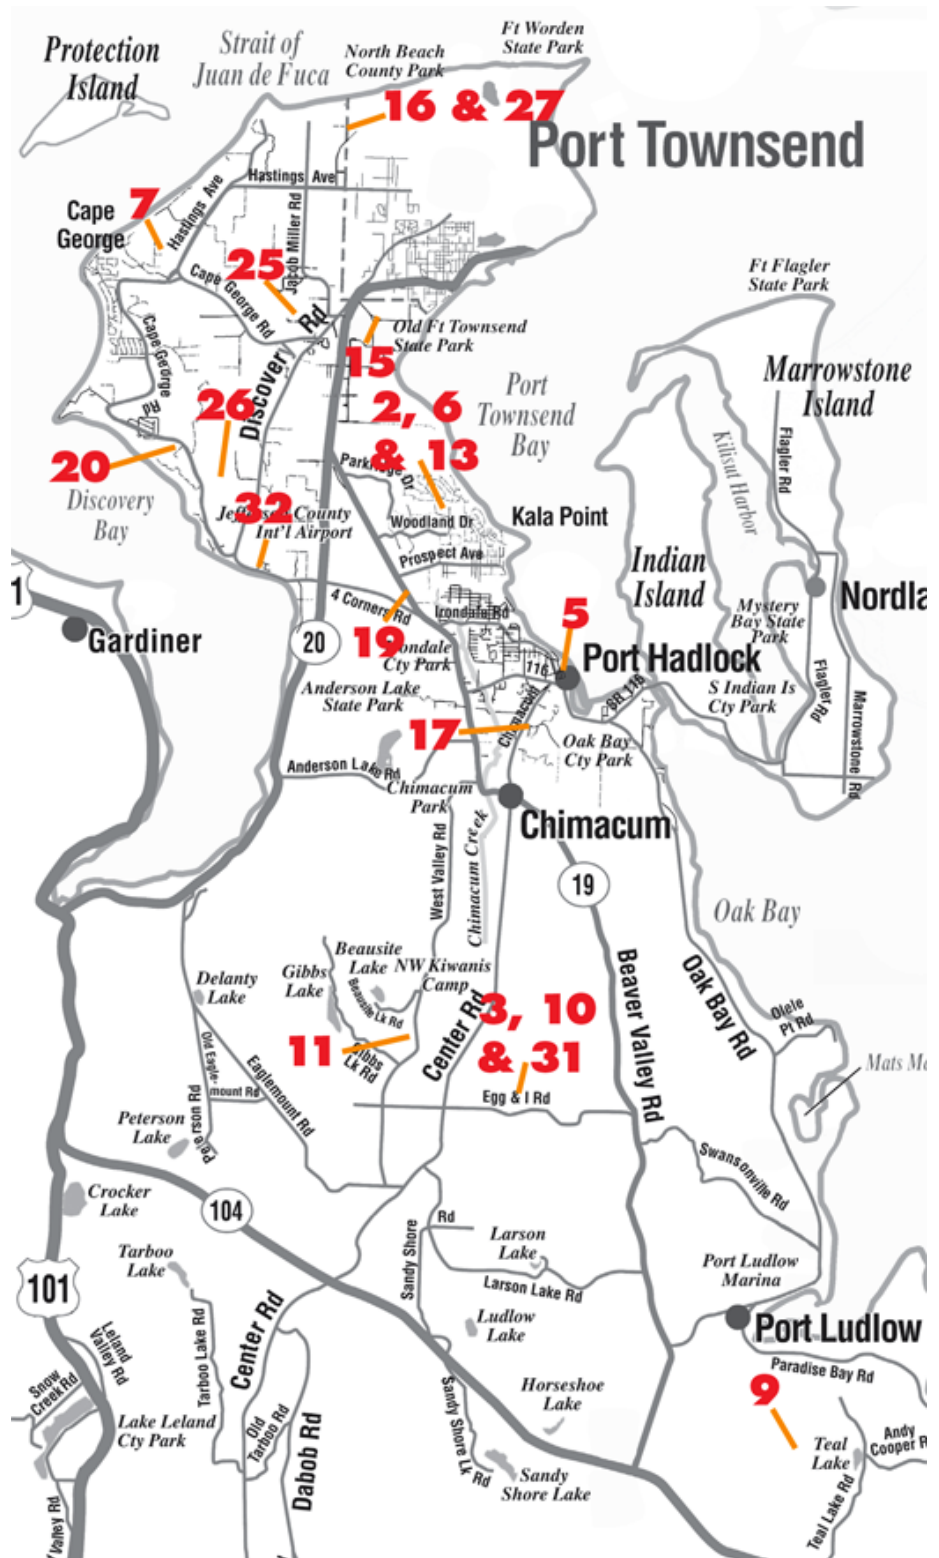 Protection
Island
Strait of
Juan de Fuca
North Beach
County Park
Ft Worden
State Park
16 & 27
Port Townsend
Hastings Ave
Hastings Ave
Jacob Miller Rd
Cape
George
7
25
Cape George Rd
Cape George
Rd
Discovery
Rd
Old Ft Townsend
State Park
15
Ft Flagler
State Park
Marrowstone
Island
Port
Townsend
Bay
2, 6
& 13
26
20
Discovery
Bay
32
Jefferson County
Int'l Airport
Parkridge Dr
Woodland Dr
Prospect Ave
Kala Point
Kilisut Harbor
Flagler Rd
Indian
Island
Mystery
Bay State
Park
Nordla
1
Gardiner
20
4 Corners Rd
19
Irondale Rd
Irondale
Cty Park
5
116
Port Hadlock
SR 116
S Indian Is
Cty Park
Flagler Rd
Marrowstone Rd
Anderson Lake
State Park
17
Chimacum
Oak Bay
Cty Park
Anderson Lake Rd
Chimacum
Park
Chimacum
West Valley Rd
Chimacum Creek
19
Oak Bay
Beaver Valley Rd
Oak Bay Rd
Olele
Pt Rd
Mats Ma
Delanty
Lake
Gibbs
Lake
Beausite
Lake
NW Kiwanis
Camp
Beausite Lk Rd
Gibbs
Lk Rd
11
Center Rd
3, 10
& 31
Egg & I Rd
Old Eagle-
mount Rd
Eaglemount Rd
Peterson Rd
Peterson
Lake
Swansonville Rd
Crocker
Lake
104
Tarboo
Lake
101
Sandy Shore
Rd
Larson
Lake
Larson Lake Rd
Port Ludlow
Marina
Port Ludlow
Ludlow
Lake
Paradise Bay Rd
Tarboo Lake Rd
Center Rd
Leland
Valley Rd
Snow
Creek Rd
Lake Leland
Cty Park
Old
Tarboo Rd
Dabob Rd
Sandy Shore Lk Rd
Horseshoe
Lake
Sandy
Shore Lake
9
Teal
Lake
Andy
Cooper R
Teal Lake Rd
Valley Rd